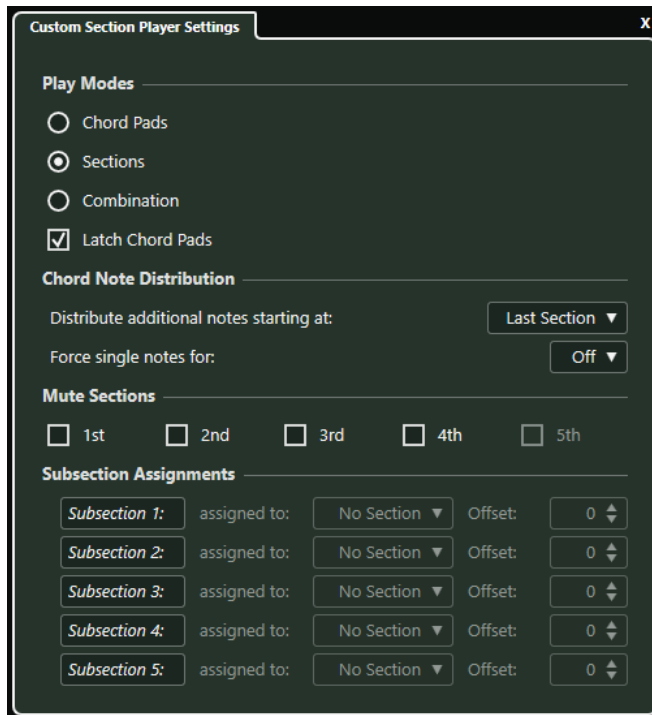 Custom Section Player Settings X
Play Modes
Chord Pads
Sections
Combination
Latch Chord Pads
Chord Note Distribution
Distribute additional notes starting at: Last Section
Force single notes for: Off
Mute Sections
1st 2nd 3rd 4th 5th
Subsection Assignments
Subsection 1: assigned to: No Section Offset: 0
Subsection 2: assigned to: No Section Offset: 0
Subsection 3: assigned to: No Section Offset: 0
Subsection 4: assigned to: No Section Offset: 0
Subsection 5: assigned to: No Section Offset: 0